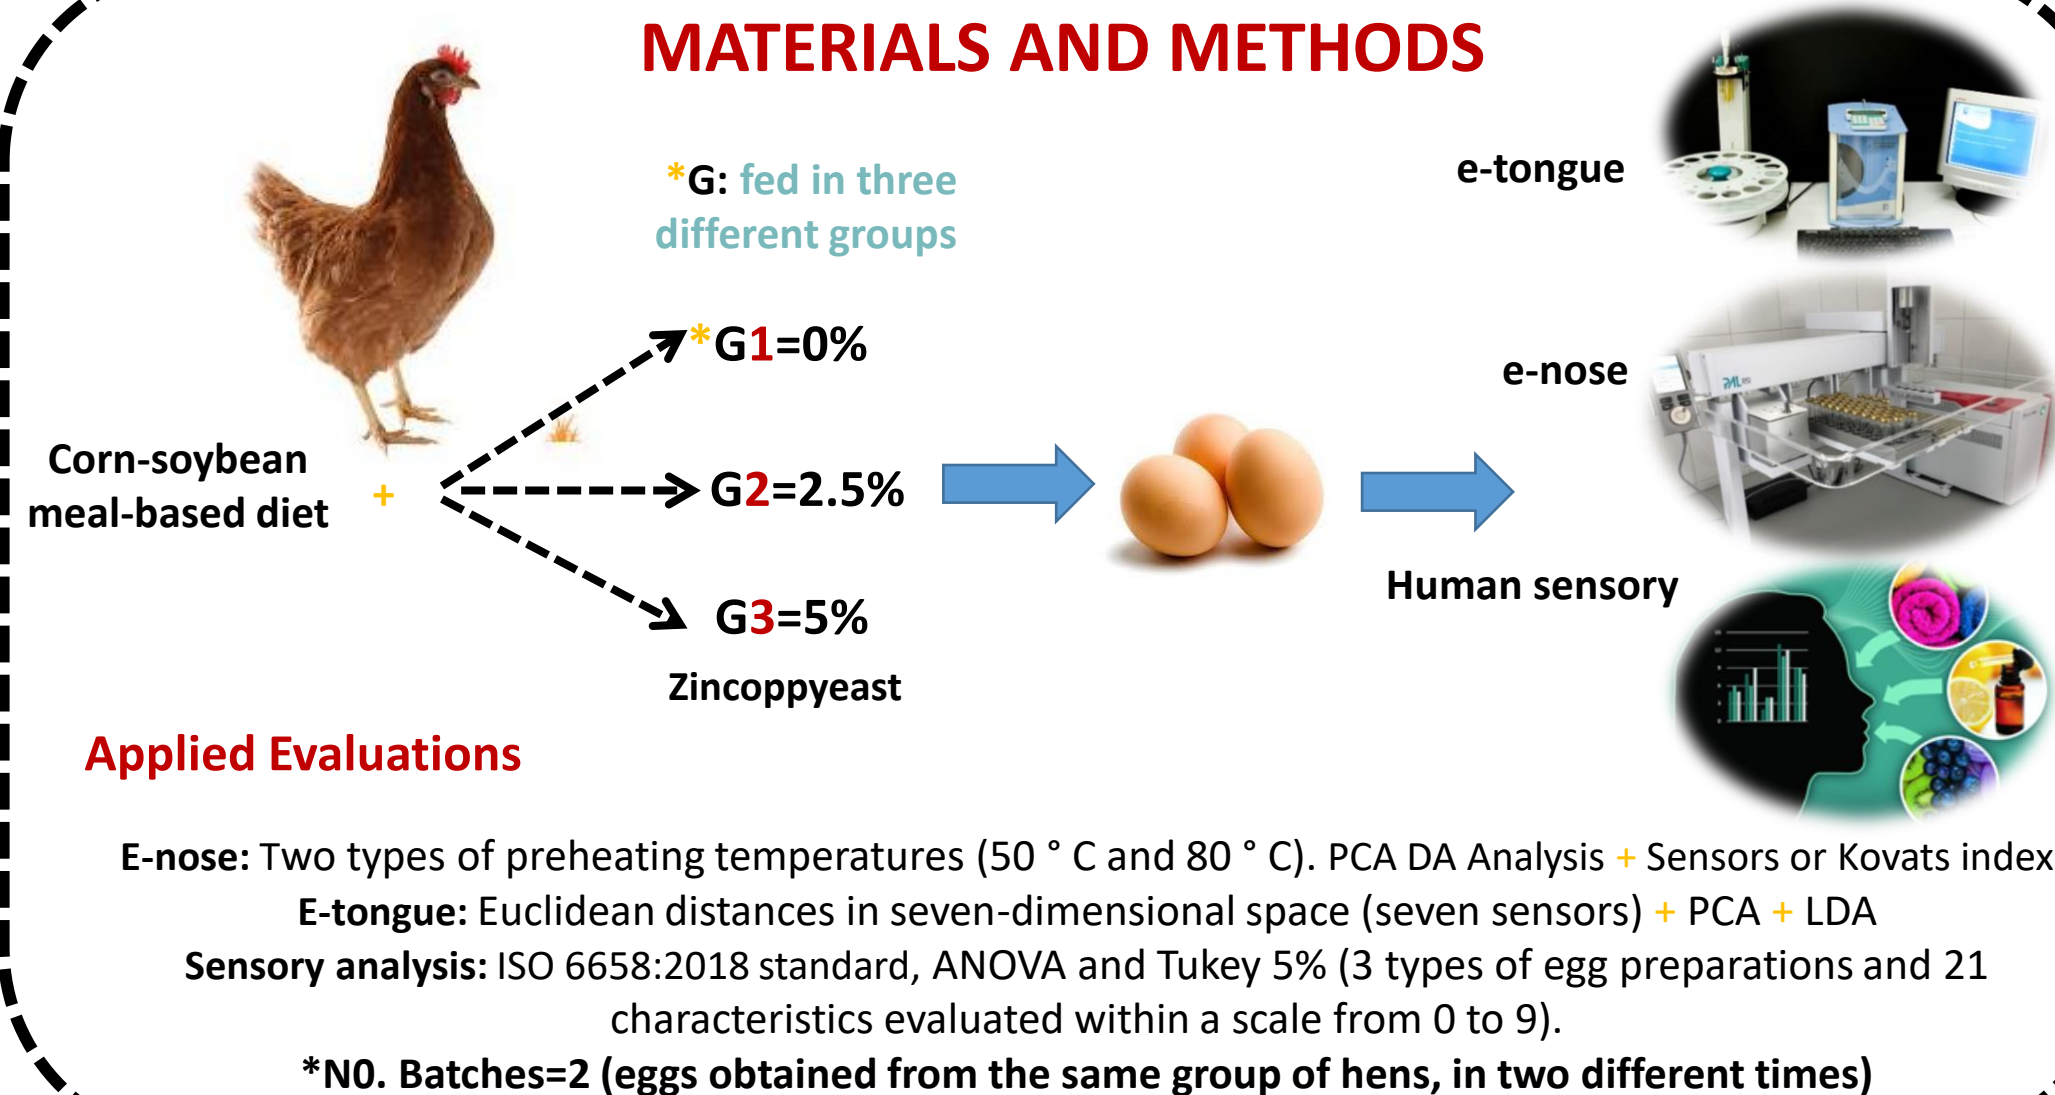 MATERIALS AND METHODS
*G: fed in three
different groups
e-tongue
*G1=0%
e-nose
PAL RSI
Corn-soybean
meal-based diet +
G2=2.5%
Human sensory
G3=5%
Zincoppyeast
Applied Evaluations
E-nose: Two types of preheating temperatures (50 ° C and 80 ° C). PCA DA Analysis + Sensors or Kovats index
E-tongue: Euclidean distances in seven-dimensional space (seven sensors) + PCA + LDA
Sensory analysis: ISO 6658:2018 standard, ANOVA and Tukey 5% (3 types of egg preparations and 21
characteristics evaluated within a scale from 0 to 9).
*N0. Batches=2 (eggs obtained from the same group of hens, in two different times)